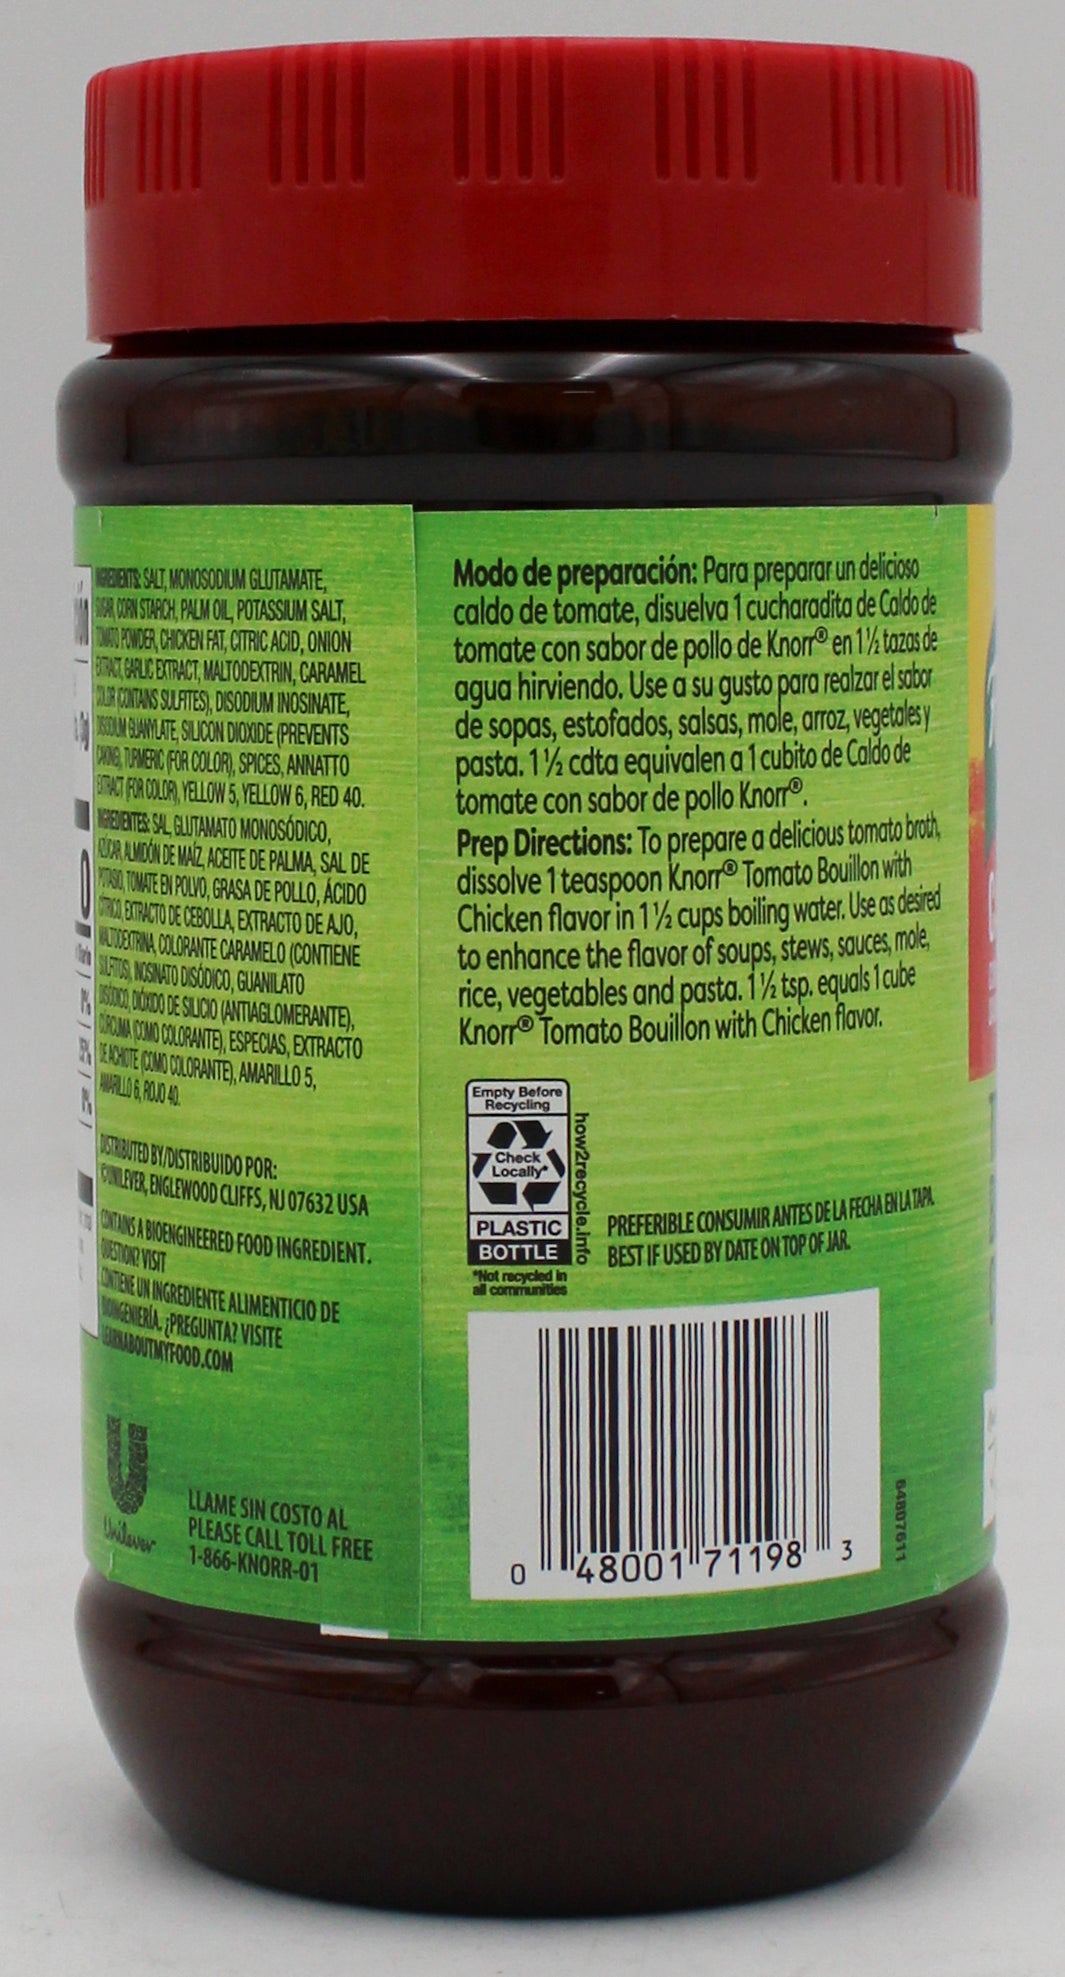 INGREDIENTS: SALT, MONOSODIUM GLUTAMATE,
SUGAR, CORN STARCH, PALM OIL, POTASSIUM SALT,
TOMATO POWDER, CHICKEN FAT, CITRIC ACID, ONION
EXTRACT, GARLIC EXTRACT, MALTODEXTRIN, CARAMEL
COLOR (CONTAINS SULFITES), DISODIUM INOSINATE,
DISODIUM GUANYLATE, SILICON DIOXIDE (PREVENTS
CAKING), TURMERIC (FOR COLOR), SPICES, ANNATTO
EXTRACT (FOR COLOR), YELLOW 5, YELLOW 6, RED 40.
INGREDIENTES: SAL, GLUTAMATO MONOSÓDICO,
AZÚCAR, ALMIDÓN DE MAÍZ, ACEITE DE PALMA, SAL DE
POTASIO, TOMATE EN POLVO, GRASA DE POLLO, ÁCIDO
CÍTRICO, EXTRACTO DE CEBOLLA, EXTRACTO DE AJO,
MALTODEXTRINA, COLORANTE CARAMELO (CONTIENE
SULFITOS), INOSINATO DISÓDICO, GUANILATO
DISÓDICO, DIÓXIDO DE SILICIO (ANTIAGLOMERANTE),
CÚRCUMA (COMO COLORANTE), ESPECIAS, EXTRACTO
DE ACHIOTE (COMO COLORANTE), AMARILLO 5,
AMARILLO 6, ROJO 40.
DISTRIBUTED BY/DISTRIBUIDO POR:
©UNILEVER, ENGLEWOOD CLIFFS, NJ 07632 USA
CONTAINS A BIOENGINEERED FOOD INGREDIENT.
QUESTION? VISIT
CONTIENE UN INGREDIENTE ALIMENTICIO DE
BIOINGENIERÍA. ¿PREGUNTA? VISITE
LEARNABOUTMYFOOD.COM
Unilever
LLAME SIN COSTO AL
PLEASE CALL TOLL FREE
1-866-KNORR-01
Modo de preparación: Para preparar un delicioso
caldo de tomate, disuelva 1 cucharadita de Caldo de
tomate con sabor de pollo de Knorr® en 1 ½ tazas de
agua hirviendo. Use a su gusto para realzar el sabor
de sopas, estofados, salsas, mole, arroz, vegetales y
pasta. 1 ½ cdta equivalen a 1 cubito de Caldo de
tomate con sabor de pollo Knorr®.
Prep Directions: To prepare a delicious tomato broth,
dissolve 1 teaspoon Knorr® Tomato Bouillon with
Chicken flavor in 1 ½ cups boiling water. Use as desired
to enhance the flavor of soups, stews, sauces, mole,
rice, vegetables and pasta. 1 ½ tsp. equals 1 cube
Knorr® Tomato Bouillon with Chicken flavor.
Empty Before
Recycling
Check
Locally*
PLASTIC
BOTTLE
*Not recycled in
all communities
how2recycle.info
PREFERIBLE CONSUMIR ANTES DE LA FECHA EN LA TAPA.
BEST IF USED BY DATE ON TOP OF JAR.
0 48001 71198 3
64807611